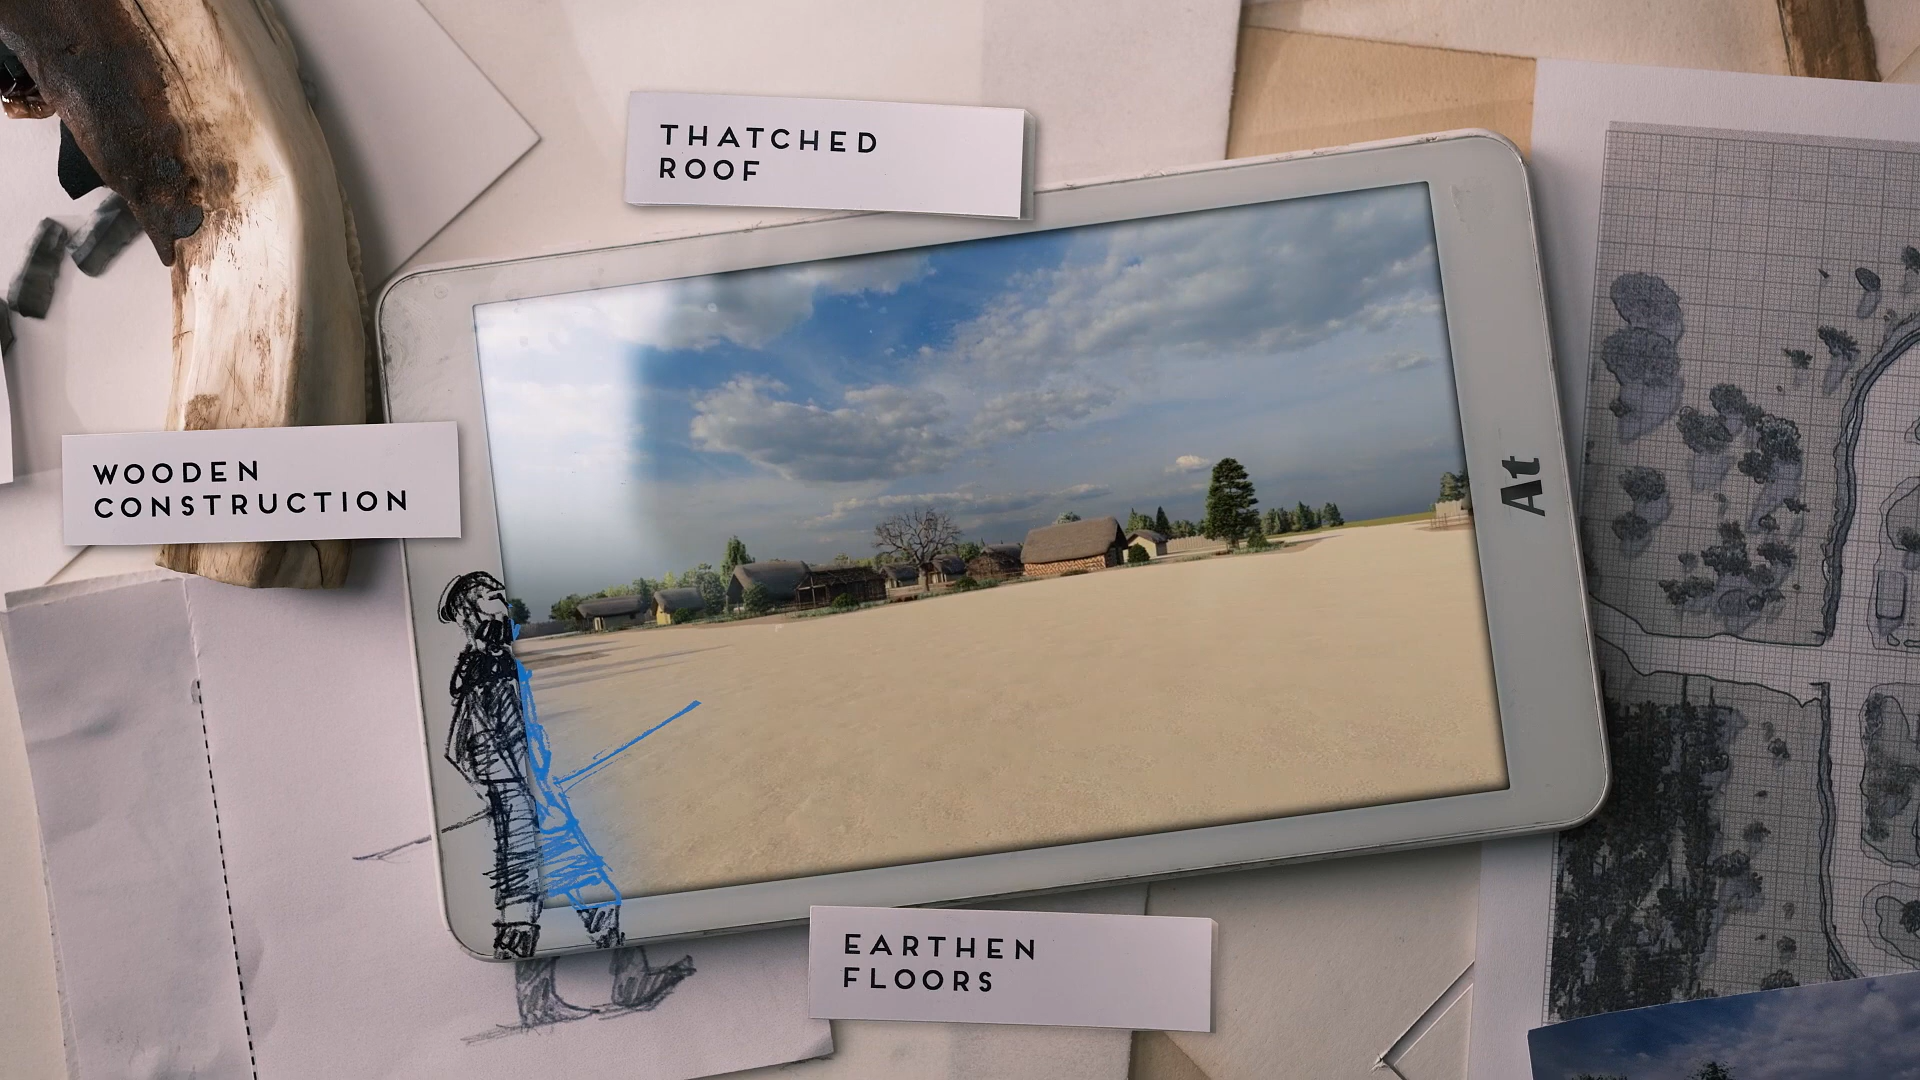 THATCHED
ROOF
WOODEN
CONSTRUCTION
At
EARTHEN
FLOORS